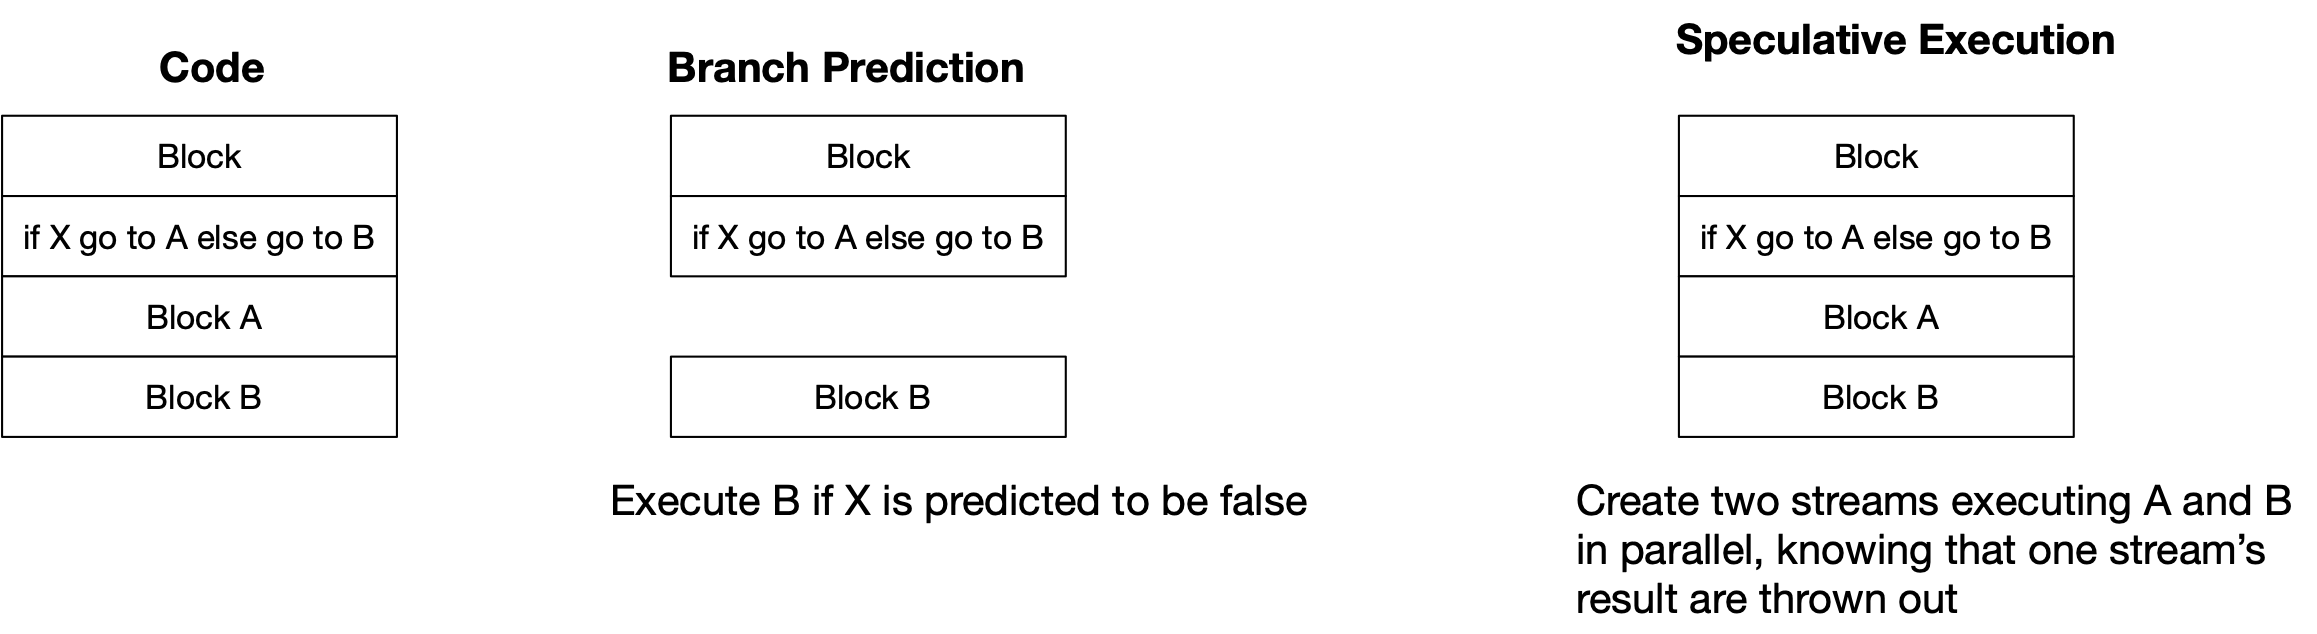 Code
Block
if X go to A else go to B
Block A
Block B
Branch Prediction
Block
if X go to A else go to B
Block B
Execute B if X is predicted to be false
Speculative Execution
Block
if X go to A else go to B
Block A
Block B
Create two streams executing A and B
in parallel, knowing that one stream’s
result are thrown out